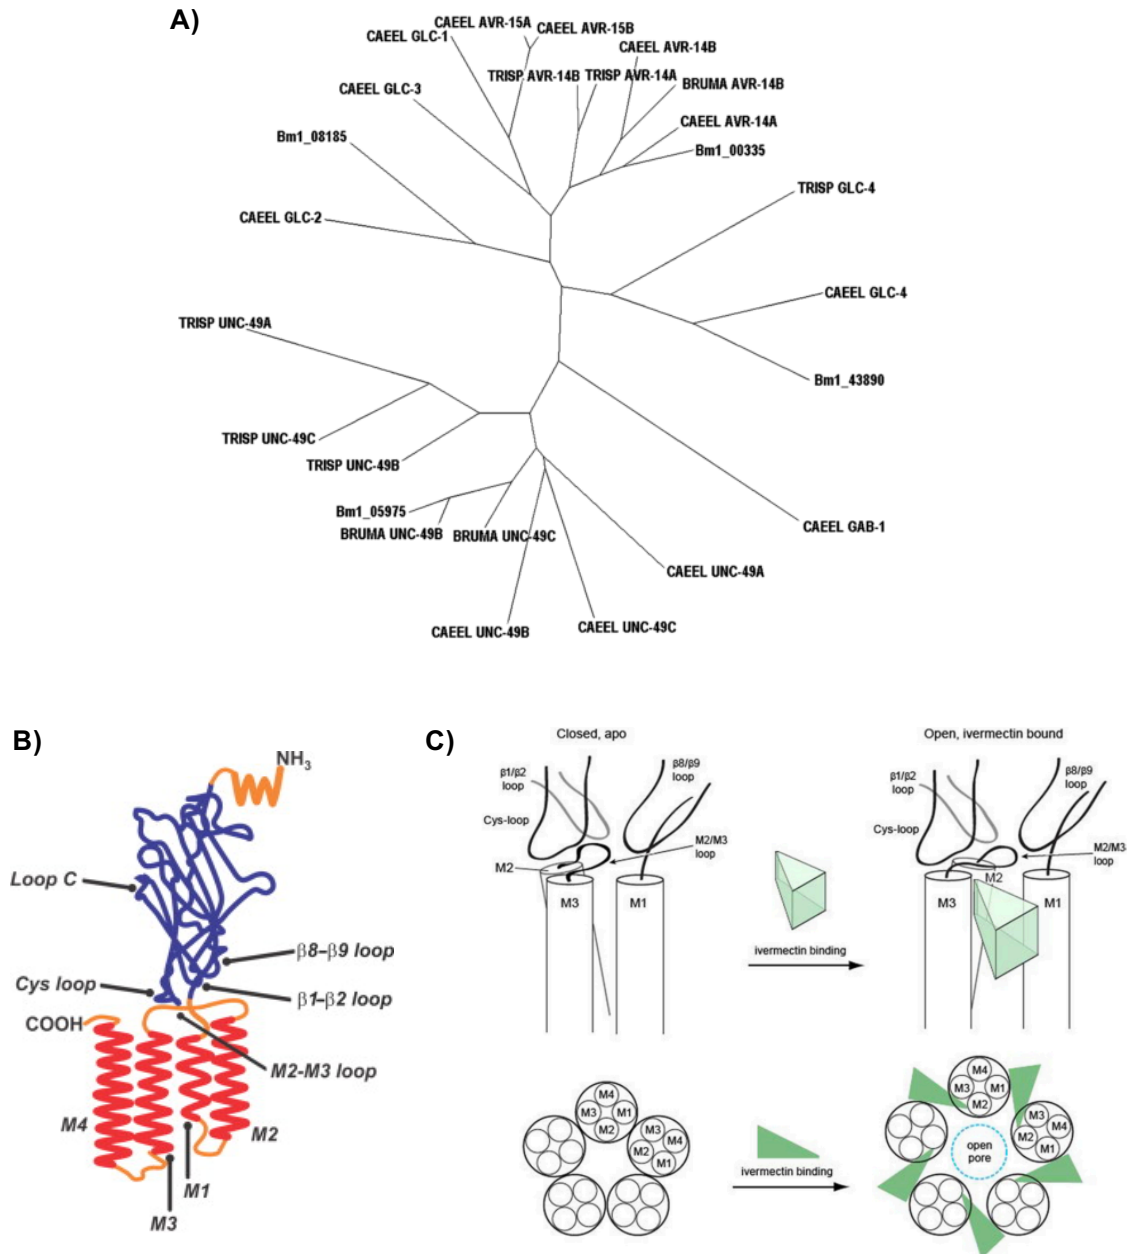 A)
CAEEL AVR-15A
CAEEL AVR-15B
CAEEL GLC-1
CAEEL AVR-14B
TRISP AVR-14B
TRISP AVR-14A
BRUMA AVR-14B
CAEEL GLC-3
CAEEL AVR-14A
Bm1_08185
Bm1_00335
TRISP GLC-4
CAEEL GLC-2
CAEEL GLC-4
TRISP UNC-49A
Bm1_43890
TRISP UNC-49C
TRISP UNC-49B
Bm1_05975
BRUMA UNC-49B
BRUMA UNC-49C
CAEEL GAB-1
CAEEL UNC-49A
CAEEL UNC-49B
CAEEL UNC-49C
B)
NH3
Loop C
β8–β9 loop
Cys loop
β1–β2 loop
COOH
M2-M3 loop
M4
M2
M1
M3
C)
Closed, apo
β1/β2
loop
β8/β9
loop
Cys-loop
M2/M3
loop
M2
M3
M1
ivermectin binding
Open, ivermectin bound
β1/β2
loop
β8/β9
loop
Cys-loop
M2/M3
loop
M2
M3
M1
M4
M3
M1
M2
M3
M2
M4
M1
ivermectin binding
M4
M3
M1
M2
M3
M2
M4
M1
open
pore